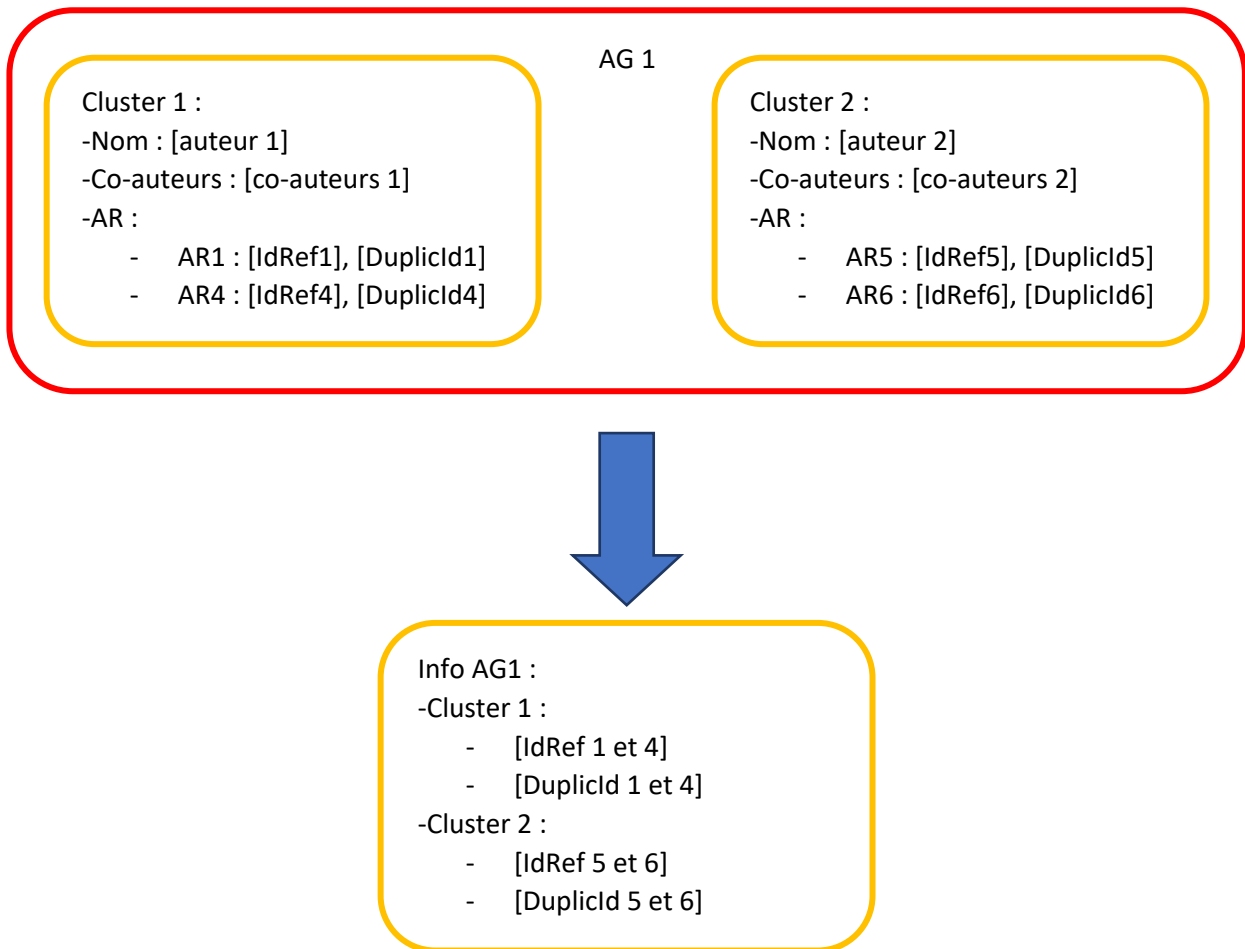 AG 1
Cluster 1 :
-Nom : [auteur 1]
-Co-auteurs : [co-auteurs 1]
-AR :
- AR1 : [IdRef1], [DuplicId1]
- AR4 : [IdRef4], [DuplicId4]
Cluster 2 :
-Nom : [auteur 2]
-Co-auteurs : [co-auteurs 2]
-AR :
- AR5 : [IdRef5], [DuplicId5]
- AR6 : [IdRef6], [DuplicId6]
Info AG1 :
-Cluster 1 :
- [IdRef 1 et 4]
- [DuplicId 1 et 4]
-Cluster 2 :
- [IdRef 5 et 6]
- [DuplicId 5 et 6]